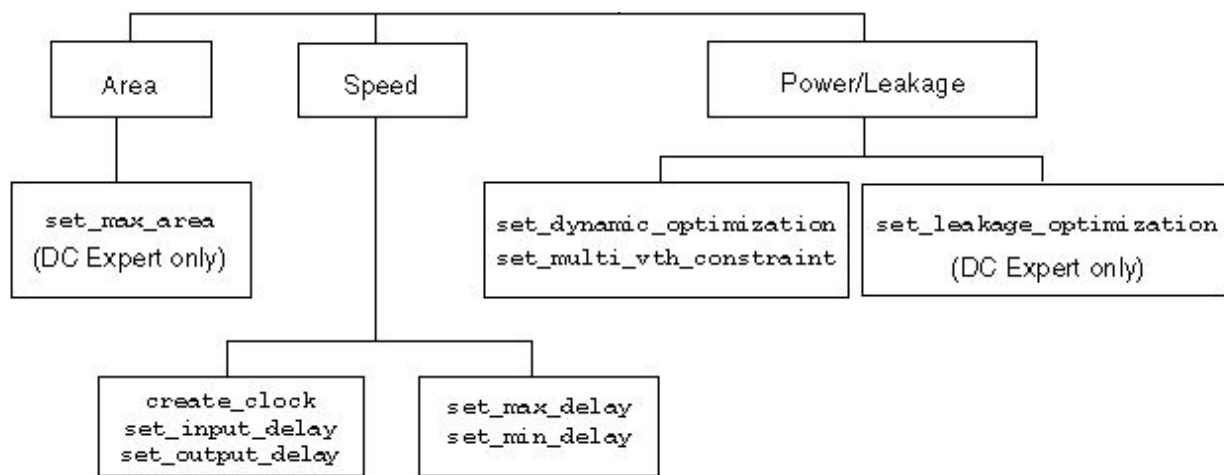 Area
Speed
Power/Leakage
set_max_area
(DC Expert only)
set_dynamic_optimization
set_multi_vth_constraint
set_leakage_optimization
(DC Expert only)
create_clock
set_input_delay
set_output_delay
set_max_delay
set_min_delay